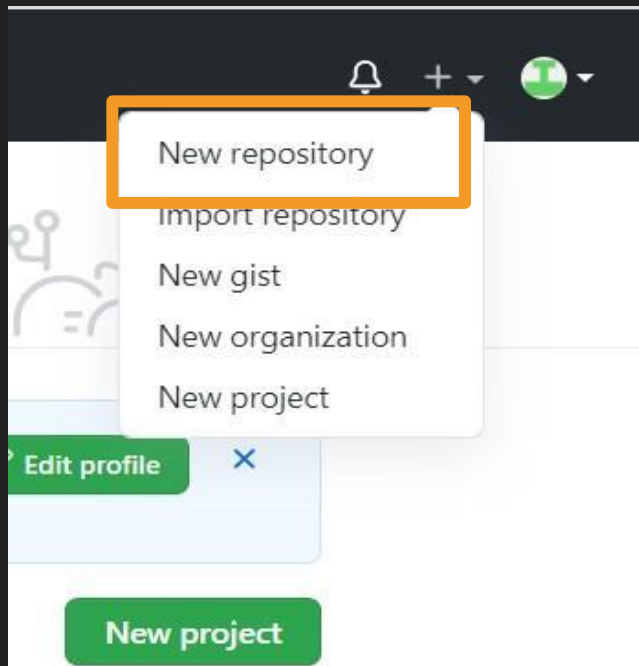 New repository
Import repository
New gist
New organization
New project
Edit profile
New project